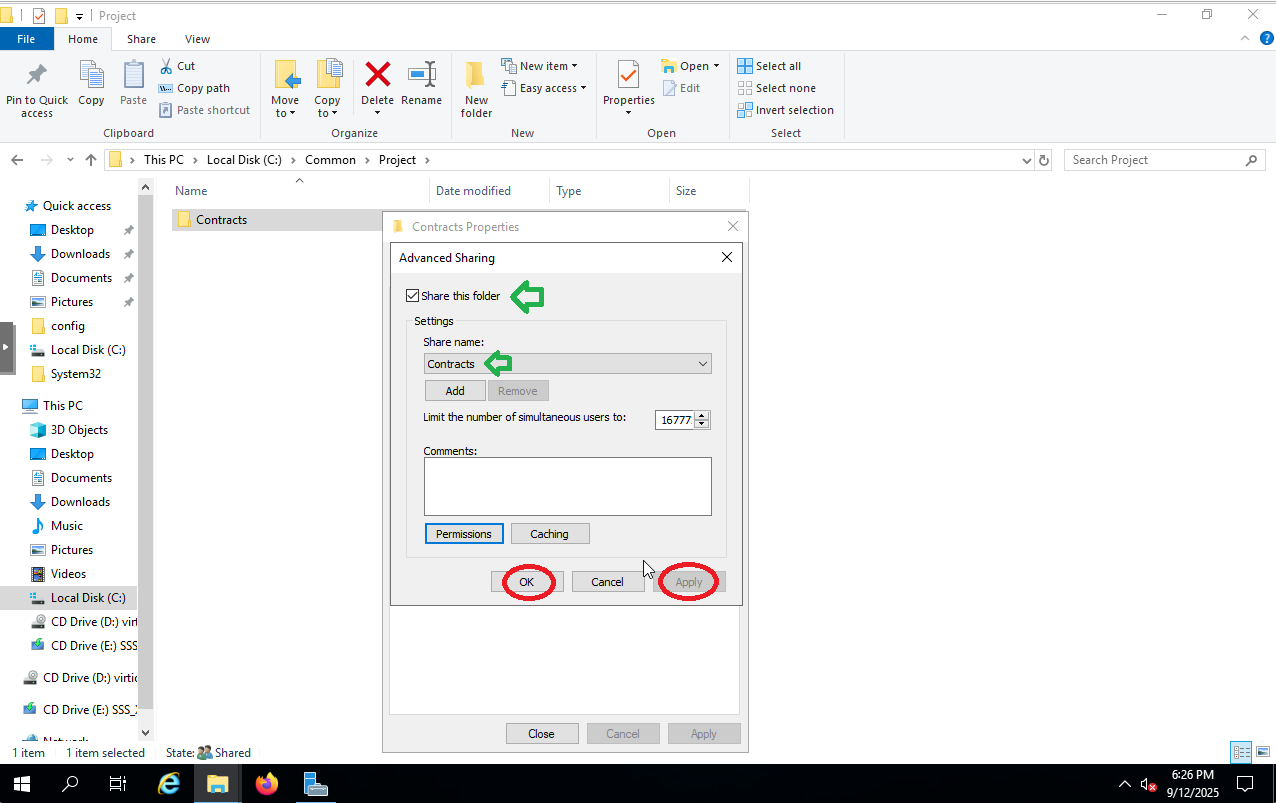 Project
File Home Share View
Pin to Quick access
Copy
Paste
Cut
Copy path
Paste shortcut
Clipboard
Move to
Copy to
Delete
Rename
Organize
New folder
New item
Easy access
New
Properties
Open
Edit
Open
Select all
Select none
Invert selection
Select
This PC > Local Disk (C:) > Common > Project >
Search Project
Name Date modified Type Size
Contracts
Quick access
Desktop
Downloads
Documents
Pictures
config
Local Disk (C:)
System32
This PC
3D Objects
Desktop
Documents
Downloads
Music
Pictures
Videos
Local Disk (C:)
CD Drive (D:) virti
CD Drive (E:) SSS
CD Drive (D:) virtio
CD Drive (E:) SSS_X
Network
Contracts Properties
Advanced Sharing
Share this folder
Settings
Share name:
Contracts
Add Remove
Limit the number of simultaneous users to: 16777
Comments:
Permissions Caching
OK Cancel Apply
Close Cancel Apply
1 item 1 item selected State: Shared
6:26 PM
9/12/2025